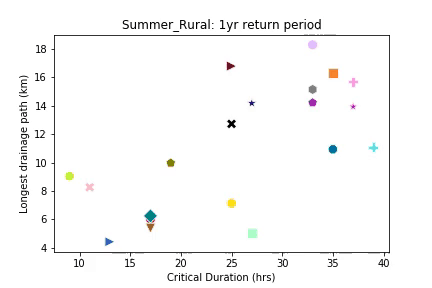 Summer_Rural: 1yr return period
Longest drainage path (km)
18
16
14
12
10
8
6
4
10 15 20 25 30 35 40
Critical Duration (hrs)